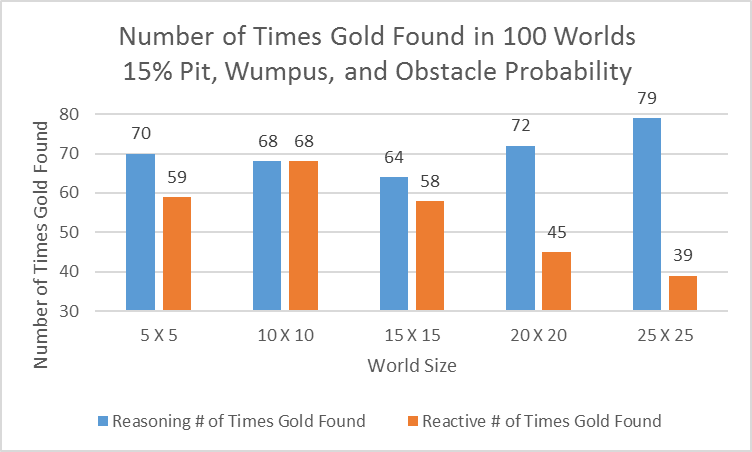 Number of Times Gold Found in 100 Worlds
15% Pit, Wumpus, and Obstacle Probability
Number of Times Gold Found
80
70
60
50
40
30
70
59
68
68
64
58
72
45
79
39
5 X 5
10 X 10
15 X 15
20 X 20
25 X 25
World Size
Reasoning # of Times Gold Found
Reactive # of Times Gold Found